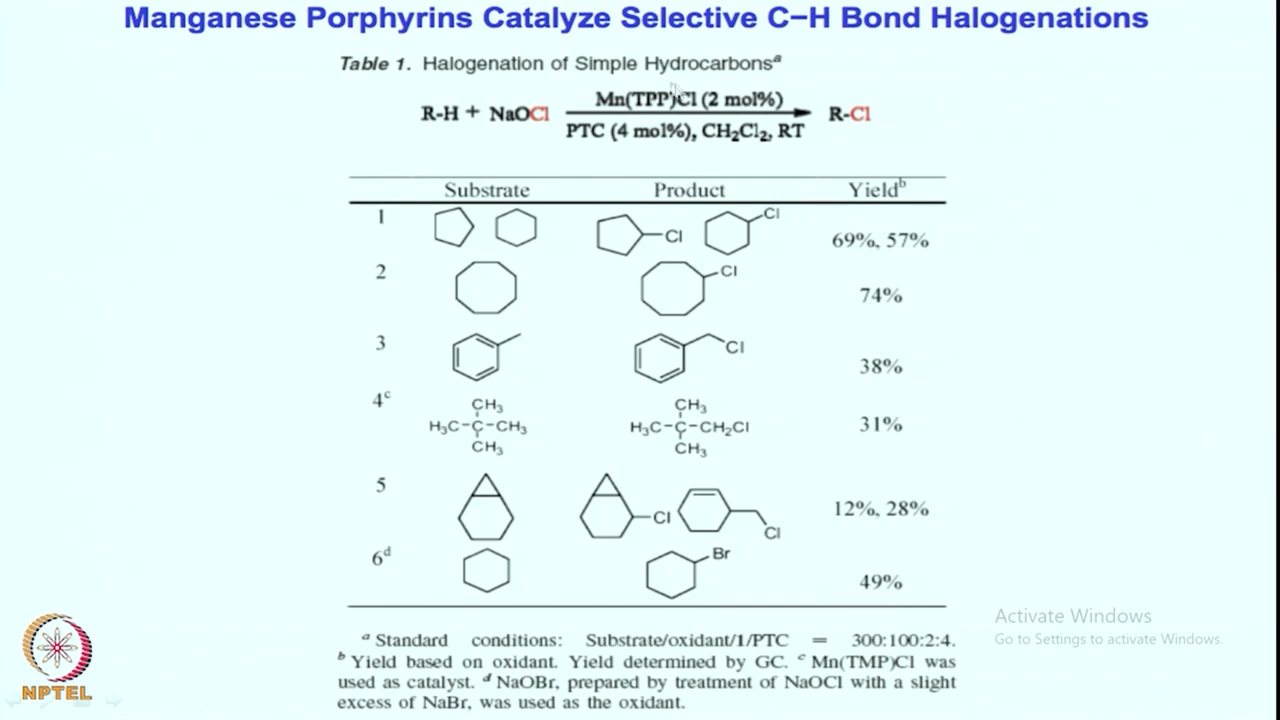 Manganese Porphyrins Catalyze Selective C−H Bond Halogenations
Table 1. Halogenation of Simple Hydrocarbonsᵃ
R-H + NaOCl Mn(TPP)Cl (2 mol%) R-Cl
PTC (4 mol%), CH₂Cl₂, RT
Substrate Product Yieldᵇ
1 Cl Cl 69%, 57%
2 Cl 74%
3 Cl 38%
4ᶜ CH₃ CH₃
H₃C-C-CH₃ H₃C-C-CH₂Cl 31%
CH₃ CH₃
5 Cl Cl 12%, 28%
6ᵈ Br 49%
ᵃ Standard conditions: Substrate/oxidant/1/PTC = 300:100:2:4.
ᵇ Yield based on oxidant. Yield determined by GC. ᶜ Mn(TMP)Cl was
used as catalyst. ᵈ NaOBr, prepared by treatment of NaOCl with a slight
excess of NaBr, was used as the oxidant.
Activate Windows
Go to Settings to activate Windows.
NPTEL